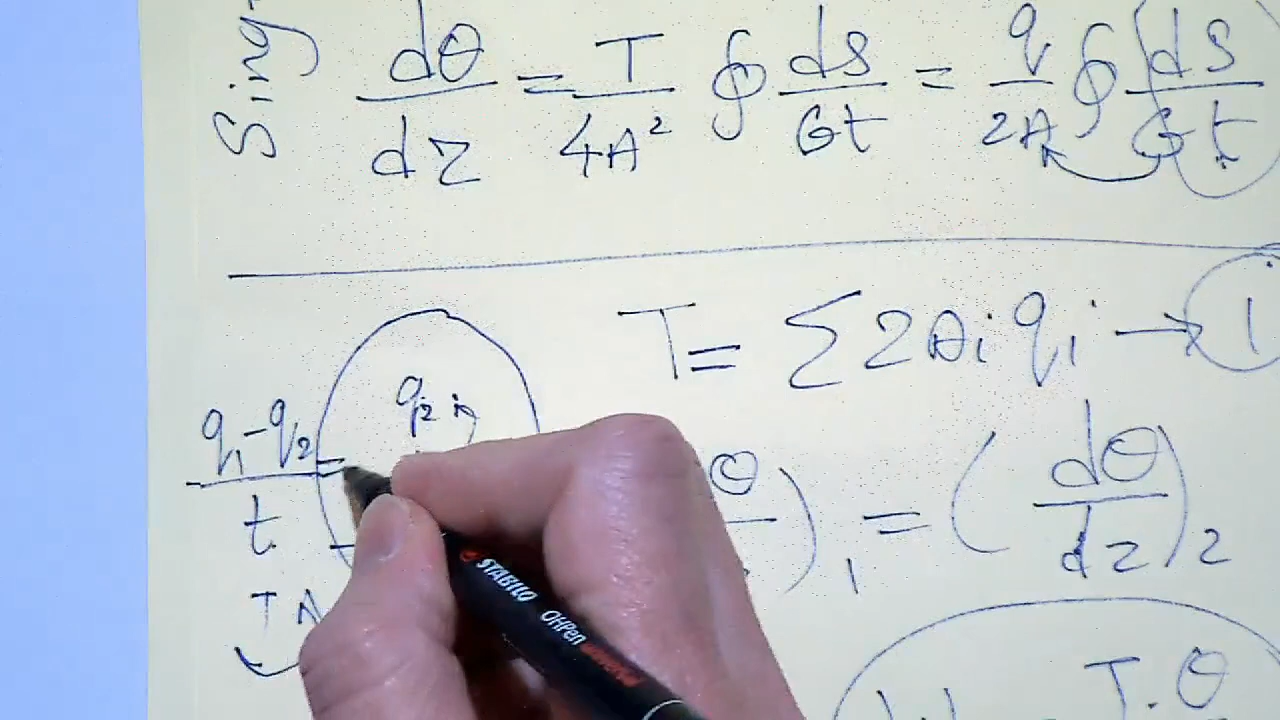 Sing
dθ/dz = T/4A² ∮ ds/Gt = q/2A ∮ ds/Gt
T = Σ 2Ai qi → 1
q2
q1-q2/t =
θ )1 = (dθ/dz)2
T.θ
STABILO OHPen